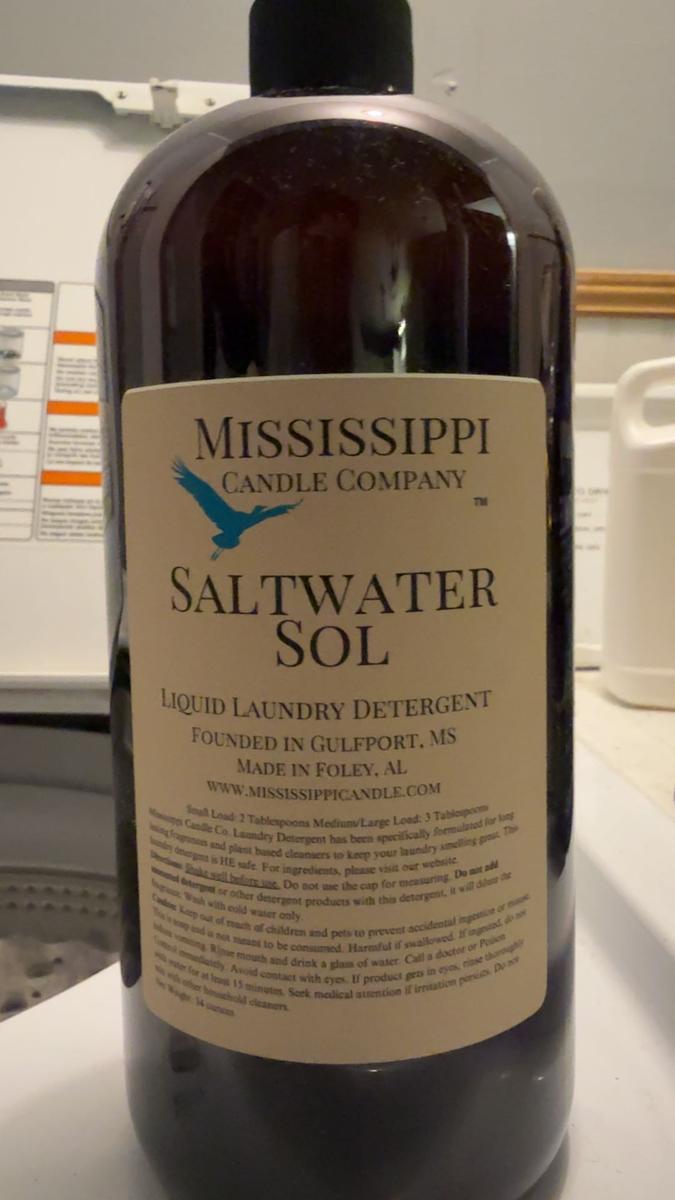 MISSISSIPPI
CANDLE COMPANY
TM
SALTWATER
SOL
LIQUID LAUNDRY DETERGENT
FOUNDED IN GULFPORT, MS
MADE IN FOLEY, AL
WWW.MISSISSIPPICANDLE.COM
Small Load: 2 Tablespoons Medium/Large Load: 3 Tablespoons
Mississippi Candle Co. Laundry Detergent has been specifically formulated for long
lasting fragrances and plant based cleansers to keep your laundry smelling great. This
laundry detergent is HE safe. For ingredients, please visit our website.
Directions: Shake well before use. Do not use the cap for measuring. Do not add
unscented detergent or other detergent products with this detergent, it will dilute the
fragrance. Wash with cold water only.
Caution: Keep out of reach of children and pets to prevent accidental ingestion or misuse.
This is soap and is not meant to be consumed. Harmful if swallowed. If ingested, do not
induce vomiting. Rinse mouth and drink a glass of water. Call a doctor or Poison
Control immediately. Avoid contact with eyes. If product gets in eyes, rinse thoroughly
with water for at least 15 minutes. Seek medical attention if irritation persists. Do not
mix with other household cleaners.
Net Weight: 34 ounces